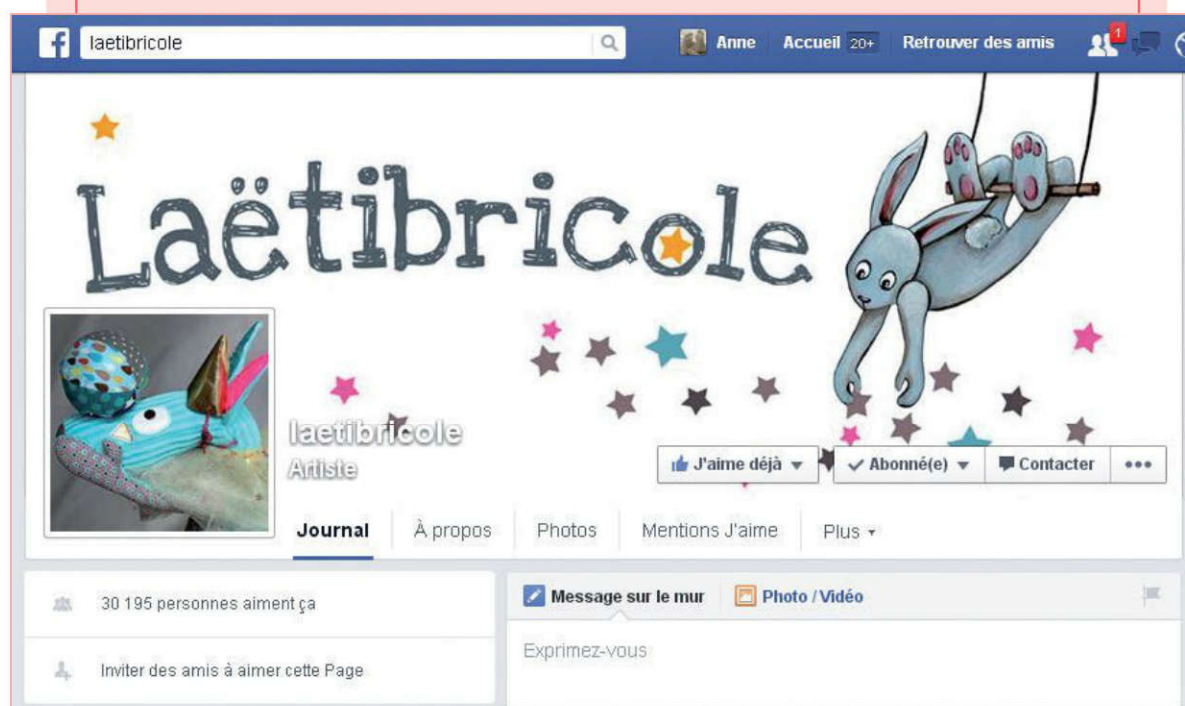 laetibricole
Anne Accueil 20+ Retrouver des amis 1
Laëtibricole
laetibricole
Artiste
J'aime déjà Abonné(e) Contacter
Journal À propos Photos Mentions J'aime Plus
30 195 personnes aiment ça
Inviter des amis à aimer cette Page
Message sur le mur Photo / Vidéo
Exprimez-vous